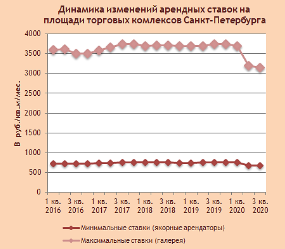 Динамика изменений арендных ставок на
площади торговых комлексов Санкт-Петербурга
В руб./кв.м/мес.
4000
3500
3000
2500
2000
1500
1000
500
0
1 кв. 3 кв. 1 кв. 3 кв. 1 кв. 3 кв. 1 кв. 3 кв. 1 кв. 3 кв.
2016 2016 2017 2017 2018 2018 2019 2019 2020 2020
Минимальные ставки (якорные арендаторы)
Максимальные ставки (галерея)